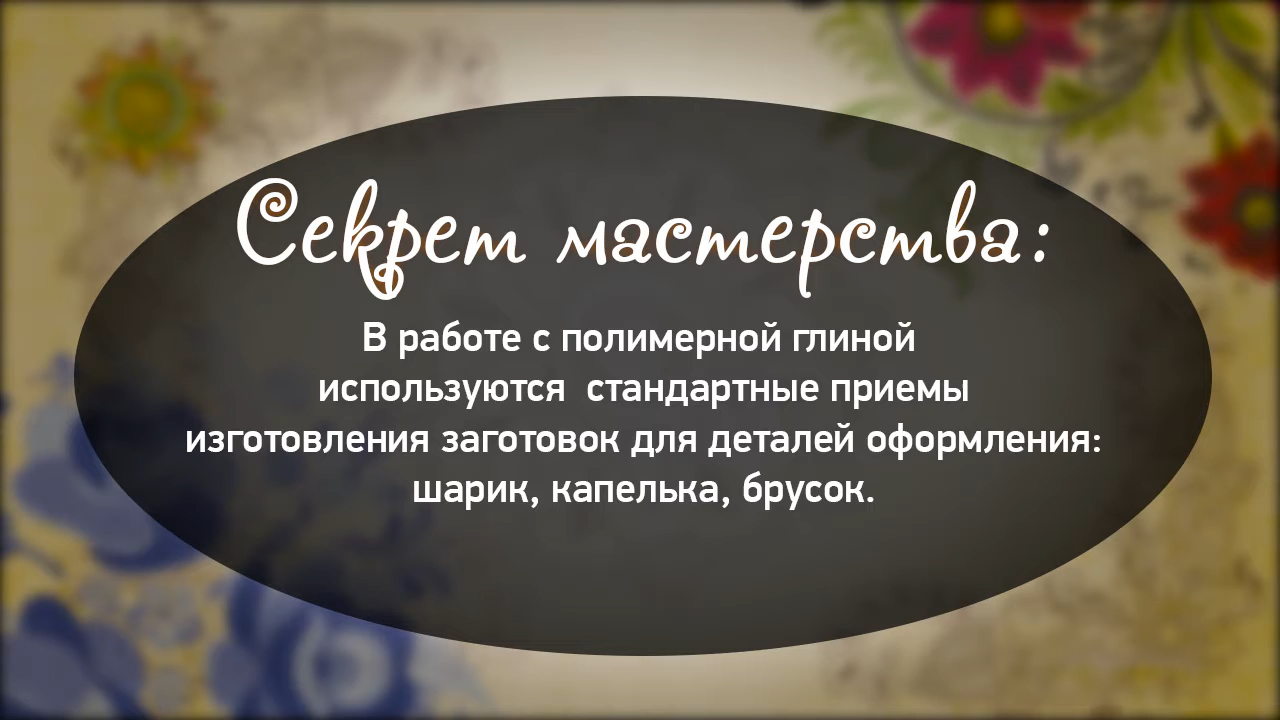 Секрет мастерства:
В работе с полимерной глиной
используются  стандартные приемы
изготовления заготовок для деталей оформления:
шарик, капелька, брусок.